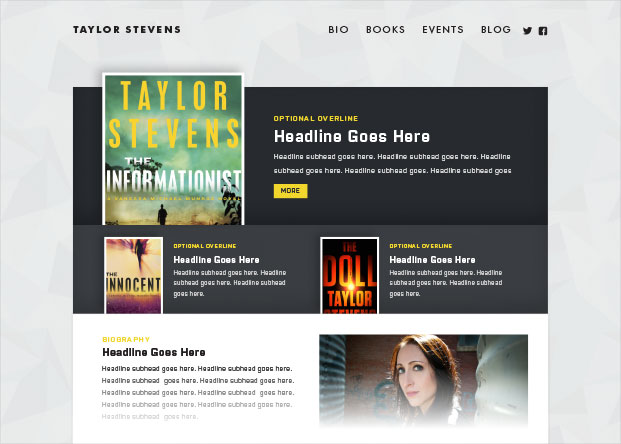 TAYLOR STEVENS
BIO BOOKS EVENTS BLOG
TAYLOR
STEVENS
THE
INFORMATIONIST
OPTIONAL OVERLINE
Headline Goes Here
Headline subhead goes here. Headline subhead goes here. Headline
subhead goes here. Headline subhead goes. Headline subhead goes
MORE
THE
INNOCENT
OPTIONAL OVERLINE
Headline Goes Here
Headline subhead goes here. Headline
subhead goes here. Headline subhead
goes here.
THE
DOLL
TAYLOR
STEVENS
OPTIONAL OVERLINE
Headline Goes Here
Headline subhead goes here. Headline
subhead goes here. Headline subhead
goes here.
BIOGRAPHY
Headline Goes Here
Headline subhead goes here. Headline subhead goes here.
Headline subhead goes here. Headline subhead goes here.
Headline subhead goes here. Headline subhead goes here.
Headline subhead goes here. Headline subhead goes here.
Headline subhead goes here.